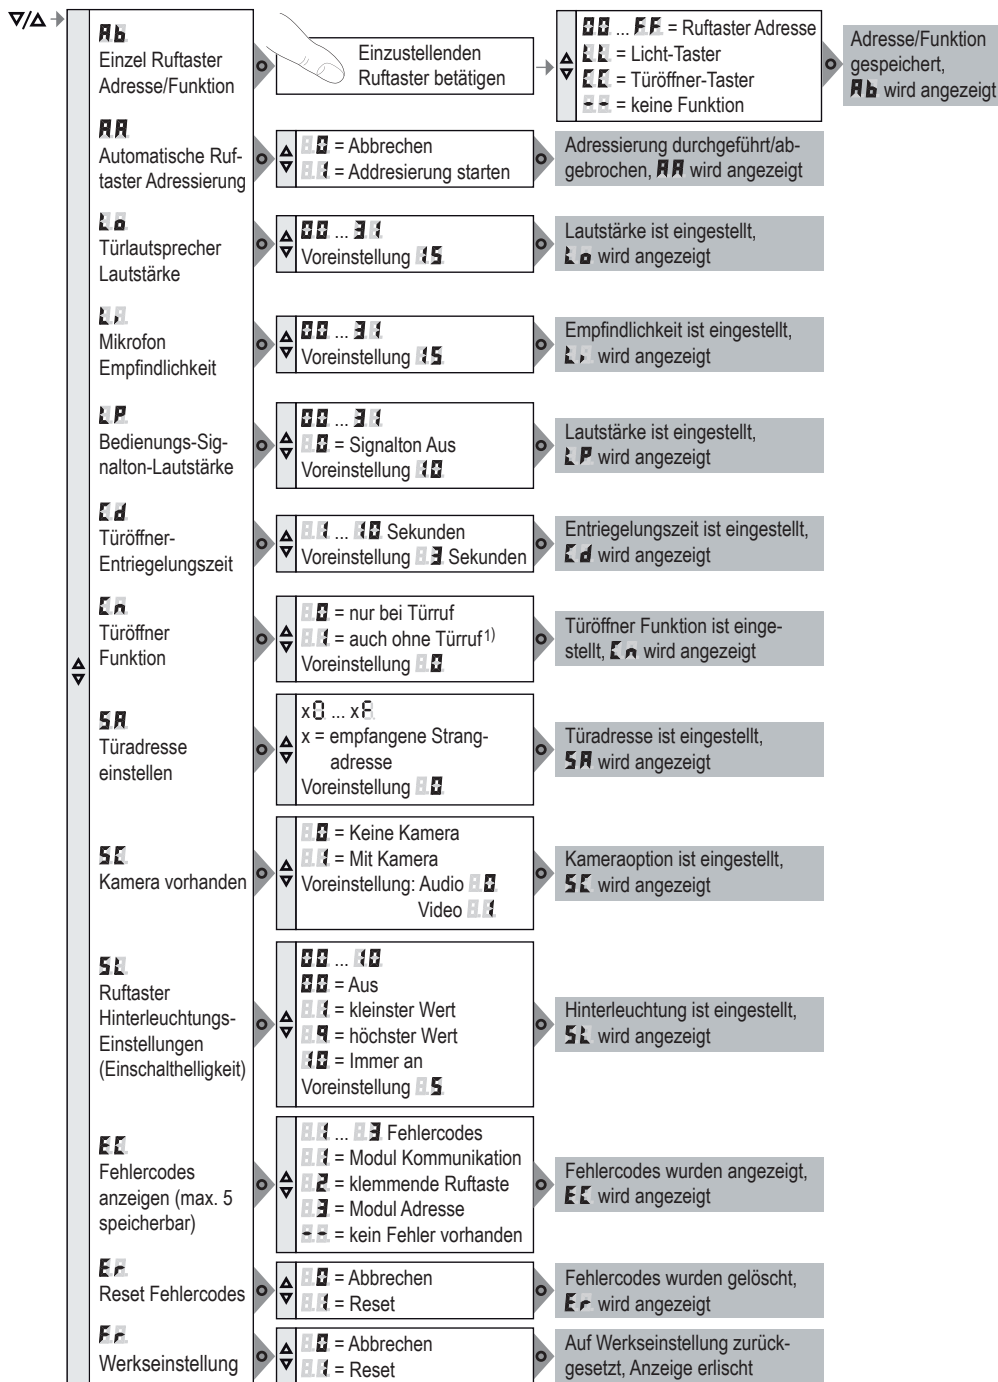 ▽/△
Ab
Einzel Ruftaster
Adresse/Funktion
Einzustellenden
Ruftaster betätigen
00 ... FF = Ruftaster Adresse
= Licht-Taster
= Türöffner-Taster
-- = keine Funktion
Adresse/Funktion
gespeichert,
Ab wird angezeigt
AA
Automatische Ruf-
taster Adressierung
0 = Abbrechen
1 = Addresierung starten
Adressierung durchgeführt/ab-
gebrochen, AA wird angezeigt
Lo
Türlautsprecher
Lautstärke
00 ... 31
Voreinstellung 15
Lautstärke ist eingestellt,
Lo wird angezeigt
Li
Mikrofon
Empfindlichkeit
00 ... 31
Voreinstellung 15
Empfindlichkeit ist eingestellt,
Li wird angezeigt
LP
Bedienungs-Sig-
nalton-Lautstärke
00 ... 31
0 = Signalton Aus
Voreinstellung 10
Lautstärke ist eingestellt,
LP wird angezeigt
Cd
Türöffner-
Entriegelungszeit
1 ... 10 Sekunden
Voreinstellung 3 Sekunden
Entriegelungszeit ist eingestellt,
Cd wird angezeigt
Cn
Türöffner
Funktion
0 = nur bei Türruf
1 = auch ohne Türruf1)
Voreinstellung 0
Türöffner Funktion ist einge-
stellt, Cn wird angezeigt
SA
Türadresse
einstellen
x0 ... xF
x = empfangene Strang-
adresse
Voreinstellung 0
Türadresse ist eingestellt,
SA wird angezeigt
SC
Kamera vorhanden
0 = Keine Kamera
1 = Mit Kamera
Voreinstellung: Audio 0
Video 1
Kameraoption ist eingestellt,
SC wird angezeigt
SL
Ruftaster
Hinterleuchtungs-
Einstellungen
(Einschalthelligkeit)
00 ... 10
00 = Aus
1 = kleinster Wert
9 = höchster Wert
10 = Immer an
Voreinstellung 5
Hinterleuchtung ist eingestellt,
SL wird angezeigt
EC
Fehlercodes
anzeigen (max. 5
speicherbar)
1 ... 3 Fehlercodes
1 = Modul Kommunikation
2 = klemmende Ruftaste
3 = Modul Adresse
-- = kein Fehler vorhanden
Fehlercodes wurden angezeigt,
EC wird angezeigt
Er
Reset Fehlercodes
0 = Abbrechen
1 = Reset
Fehlercodes wurden gelöscht,
Er wird angezeigt
Fr
Werkseinstellung
0 = Abbrechen
1 = Reset
Auf Werkseinstellung zurück-
gesetzt, Anzeige erlischt